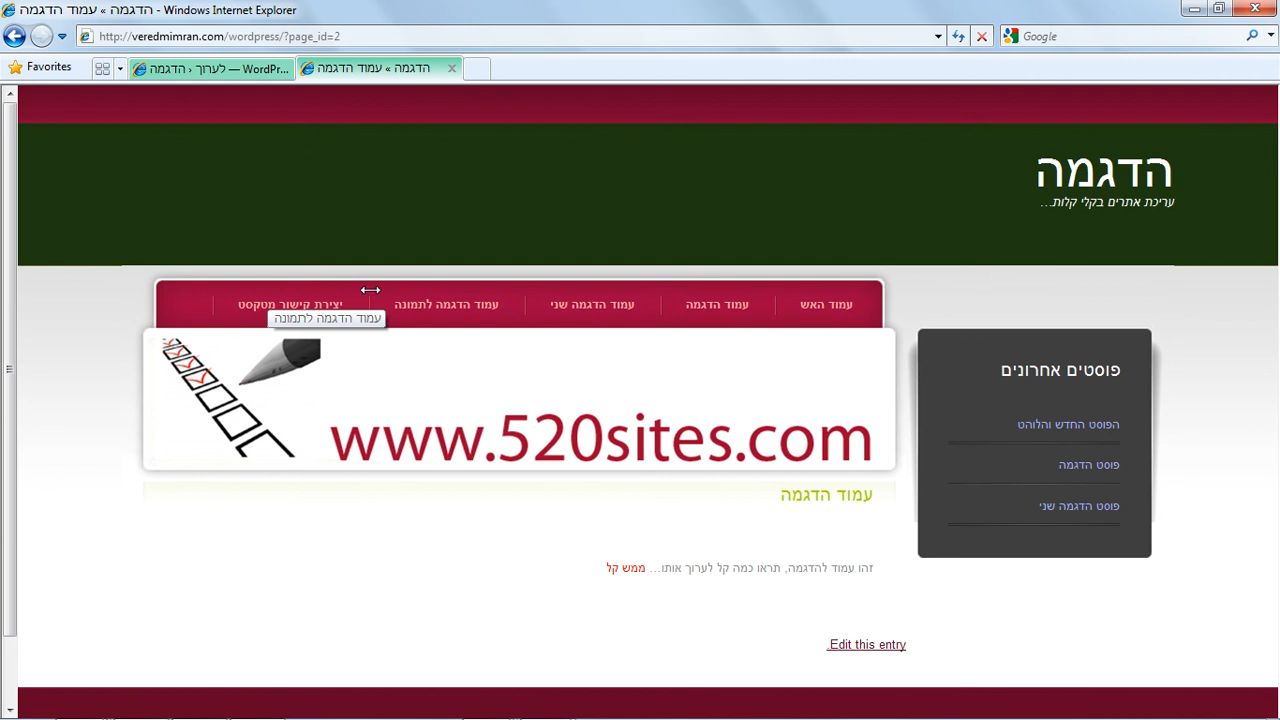 הדגמה » עמוד הדגמה - Windows Internet Explorer
http://veredmimran.com/wordpress/?page_id=2
Google
Favorites
לערוך ‹ הדגמה — WordPr...
הדגמה » עמוד הדגמה
הדגמה
עריכת אתרים בקלי קלות...
עמוד האש
עמוד הדגמה
עמוד הדגמה שני
עמוד הדגמה לתמונה
יצירת קישור מטקסט
עמוד הדגמה לתמונה
www.520sites.com
פוסטים אחרונים
הפוסט החדש והלוהט
פוסט הדגמה
פוסט הדגמה שני
עמוד הדגמה
זהו עמוד להדגמה, תראו כמה קל לערוך אותו... ממש קל
Edit this entry.